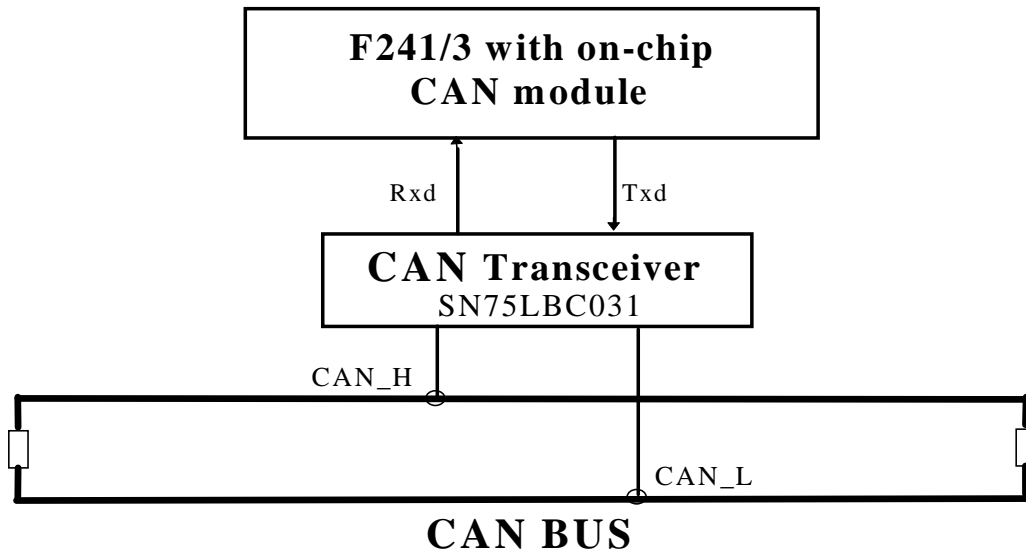 F241/3 with on-chip
CAN module
Rxd
Txd
CAN Transceiver
SN75LBC031
CAN_H
CAN_L
CAN BUS